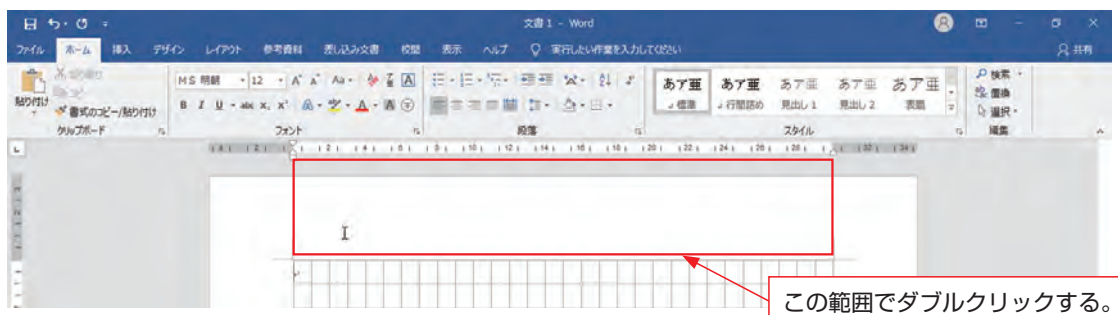 文書 1 - Word
ファイル ホーム 挿入 デザイン レイアウト 参考資料 差し込み文書 校閲 表示 ヘルプ 実行したい作業を入力してください 共有
切り取り
貼り付け
書式のコピー/貼り付け
MS 明朝 12
あア亜 あア亜 あア亜 あア亜 あア亜
標準 行間詰め 見出し 1 見出し 2 表題
検索
置換
選択
クリップボード フォント 段落 スタイル 編集
この範囲でダブルクリックする。